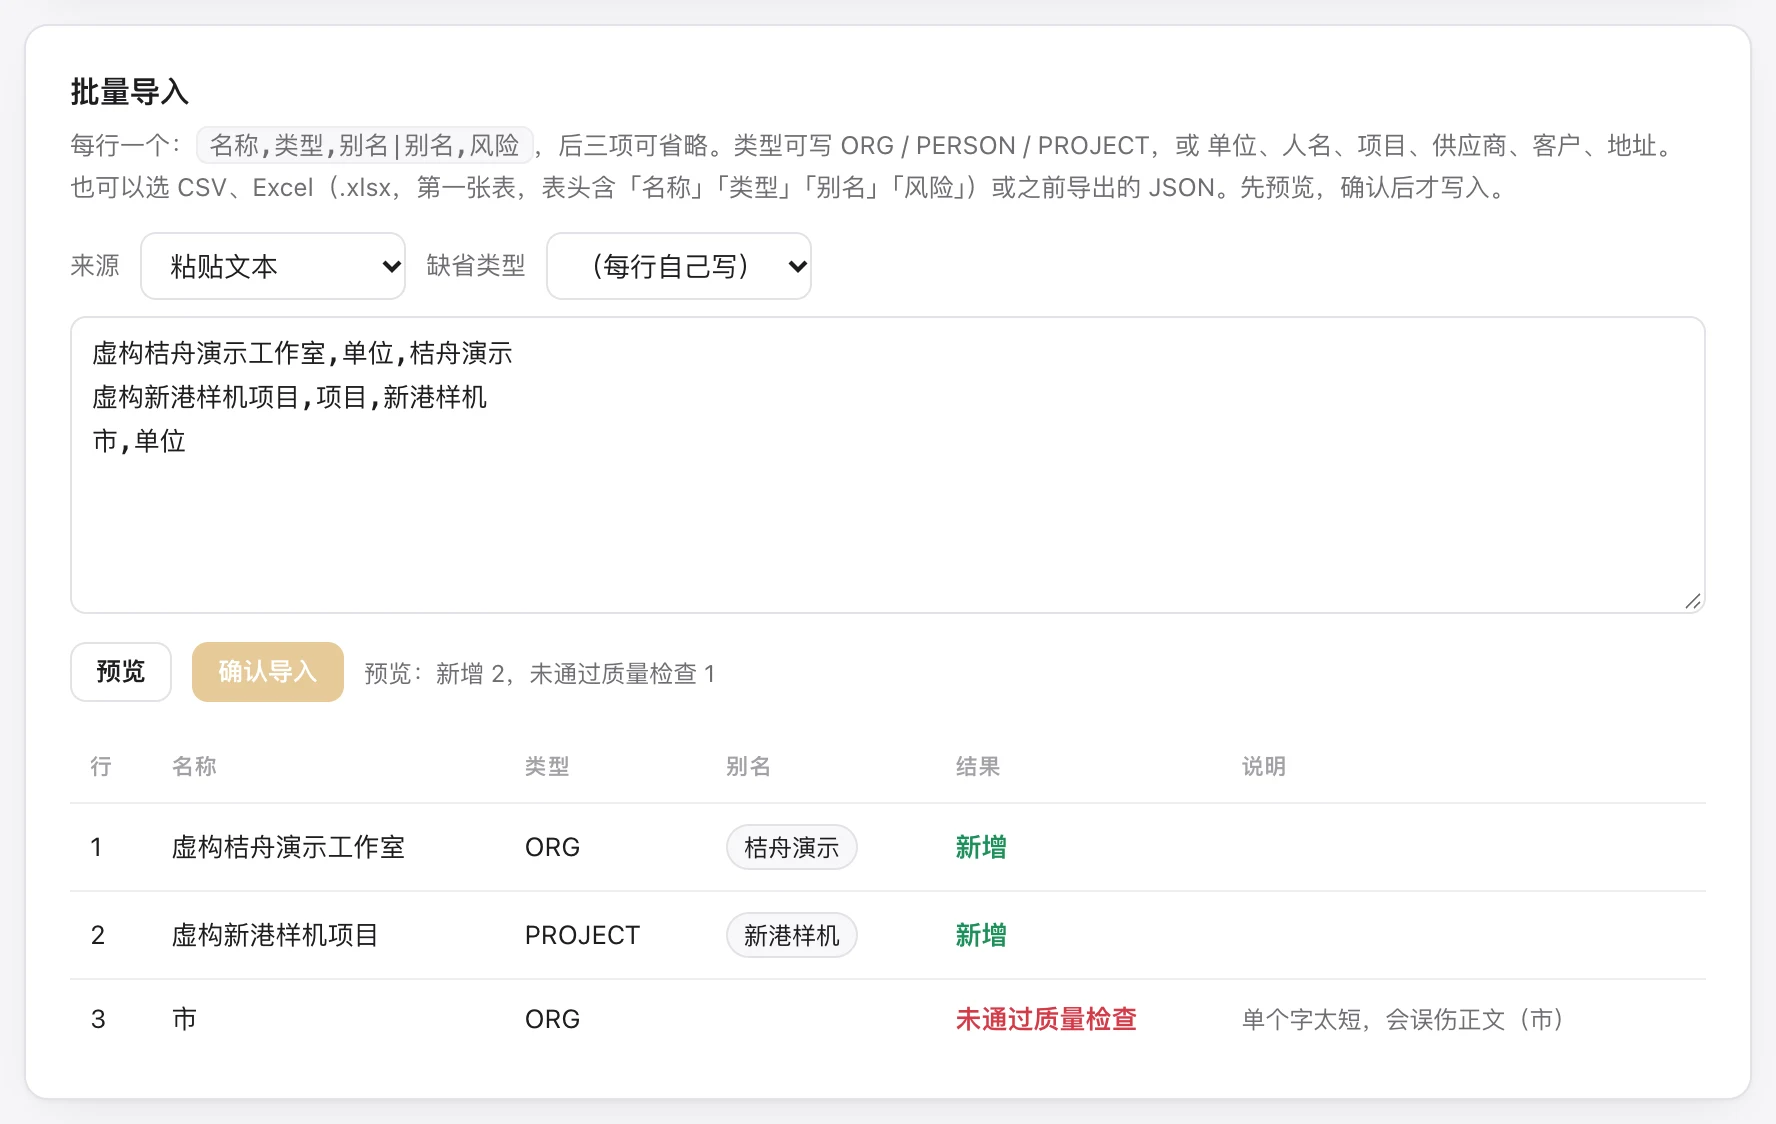 批量导入
每行一个：名称,类型,别名|别名,风险，后三项可省略。类型可写 ORG / PERSON / PROJECT，或 单位、人名、项目、供应商、客户、地址。
也可以选 CSV、Excel（.xlsx，第一张表，表头含「名称」「类型」「别名」「风险」）或之前导出的 JSON。先预览，确认后才写入。
来源 粘贴文本 缺省类型 （每行自己写）
虚构桔舟演示工作室,单位,桔舟演示
虚构新港样机项目,项目,新港样机
市,单位
预览 确认导入 预览：新增 2，未通过质量检查 1
行 名称 类型 别名 结果 说明
1 虚构桔舟演示工作室 ORG 桔舟演示 新增
2 虚构新港样机项目 PROJECT 新港样机 新增
3 市 ORG 未通过质量检查 单个字太短，会误伤正文（市）